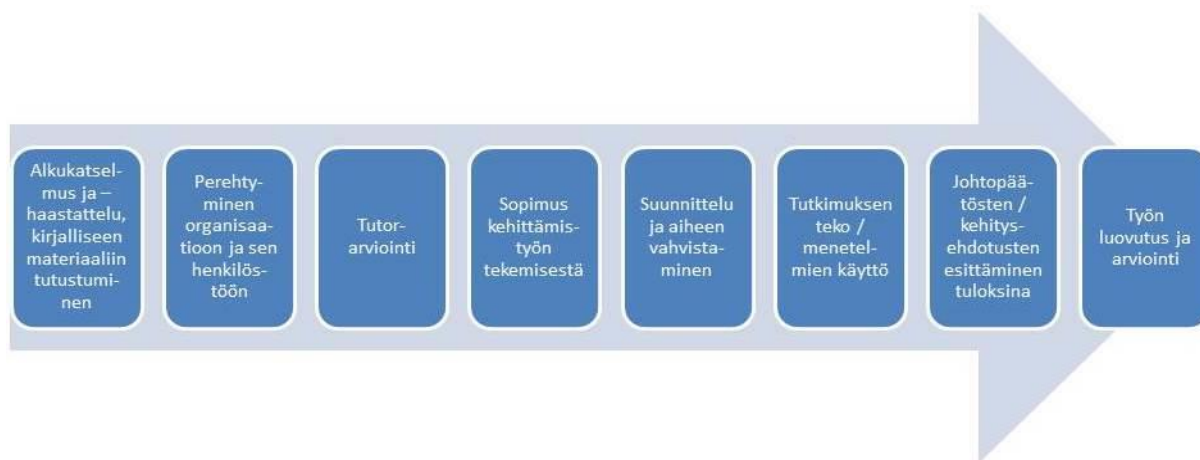 Alkukatsel-
mus ja –
haastattelu,
kirjalliseen
materiaaliin
tutustumi-
nen
Perehty-
minen
organisaa-
tioon ja sen
henkilös-
töön
Tutor-
arviointi
Sopimus
kehittämis-
työn
tekemisestä
Suunnittelu
ja aiheen
vahvista-
minen
Tutkimuksen
teko /
menetel-
mien käyttö
Johtopää-
tösten /
kehitys-
ehdotusten
esittäminen
tuloksina
Työn
luovutus ja
arviointi